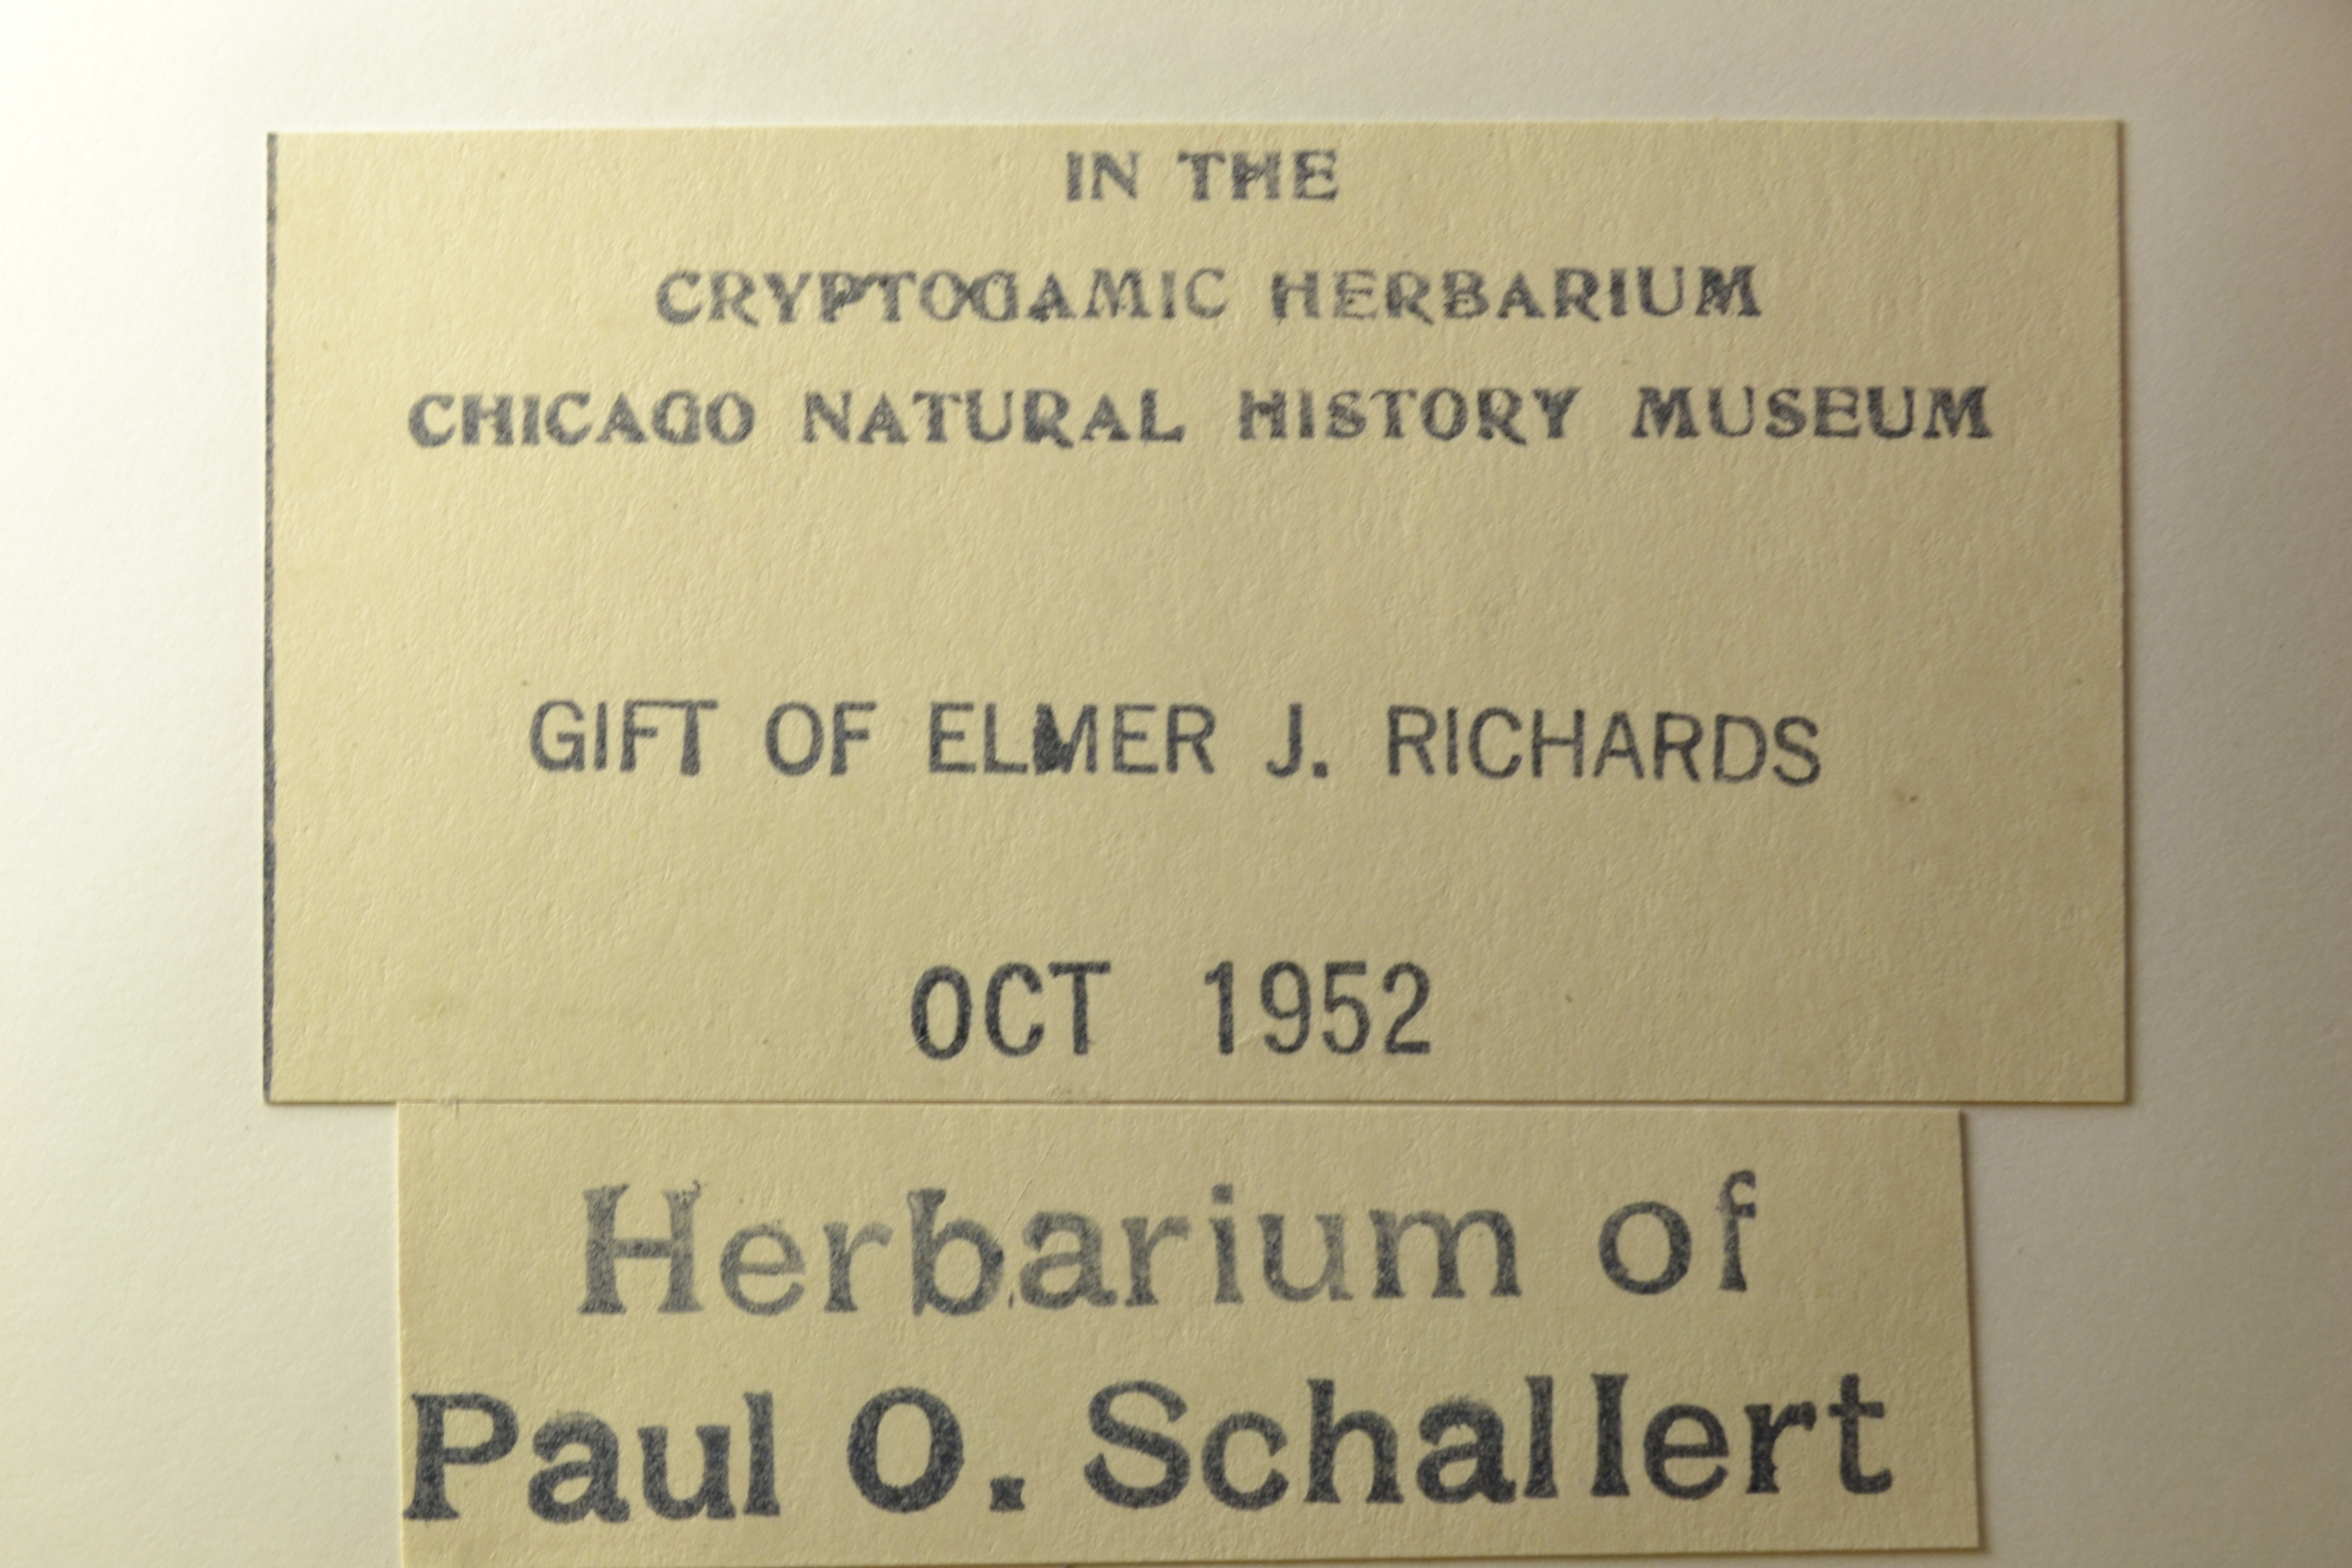 IN THE
CRYPTOGAMIC HERBARIUM
CHICAGO NATURAL HISTORY MUSEUM
GIFT OF ELMER J. RICHARDS
OCT 1952
Herbarium of
Paul O. Schallert